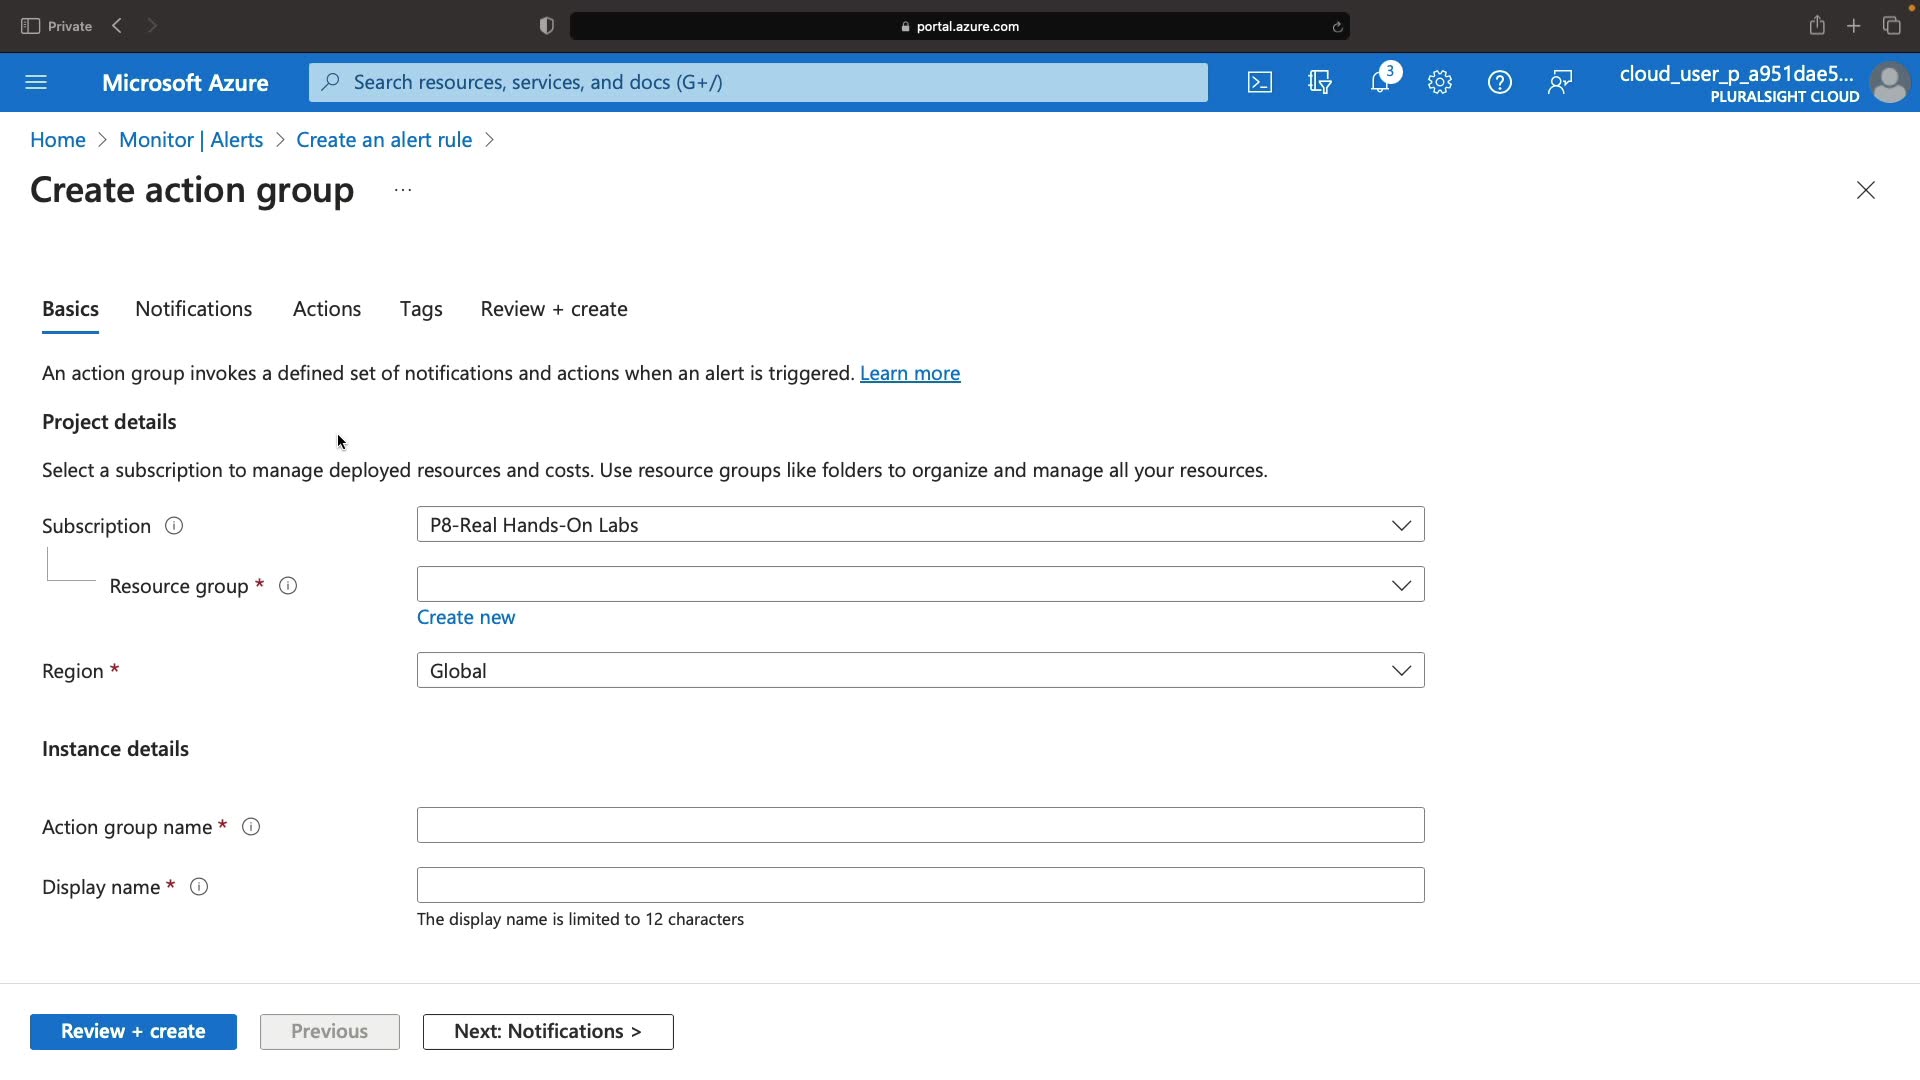 Private
portal.azure.com
Microsoft Azure
Search resources, services, and docs (G+/)
3
cloud_user_p_a951dae5...
PLURALSIGHT CLOUD
Home > Monitor | Alerts > Create an alert rule >
Create action group ...
Basics Notifications Actions Tags Review + create
An action group invokes a defined set of notifications and actions when an alert is triggered. Learn more
Project details
Select a subscription to manage deployed resources and costs. Use resource groups like folders to organize and manage all your resources.
Subscription P8-Real Hands-On Labs
Resource group *
Create new
Region * Global
Instance details
Action group name *
Display name *
The display name is limited to 12 characters
Review + create Previous Next: Notifications >